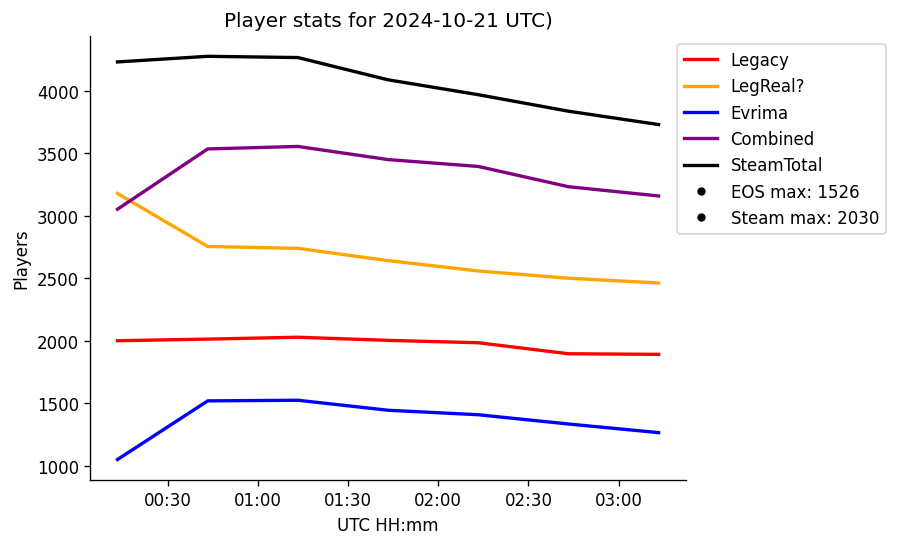 Player stats for 2024-10-21 UTC)
Legacy
LegReal?
Evrima
Combined
SteamTotal
EOS max: 1526
Steam max: 2030
Players
4000
3500
3000
2500
2000
1500
1000
00:30 01:00 01:30 02:00 02:30 03:00
UTC HH:mm